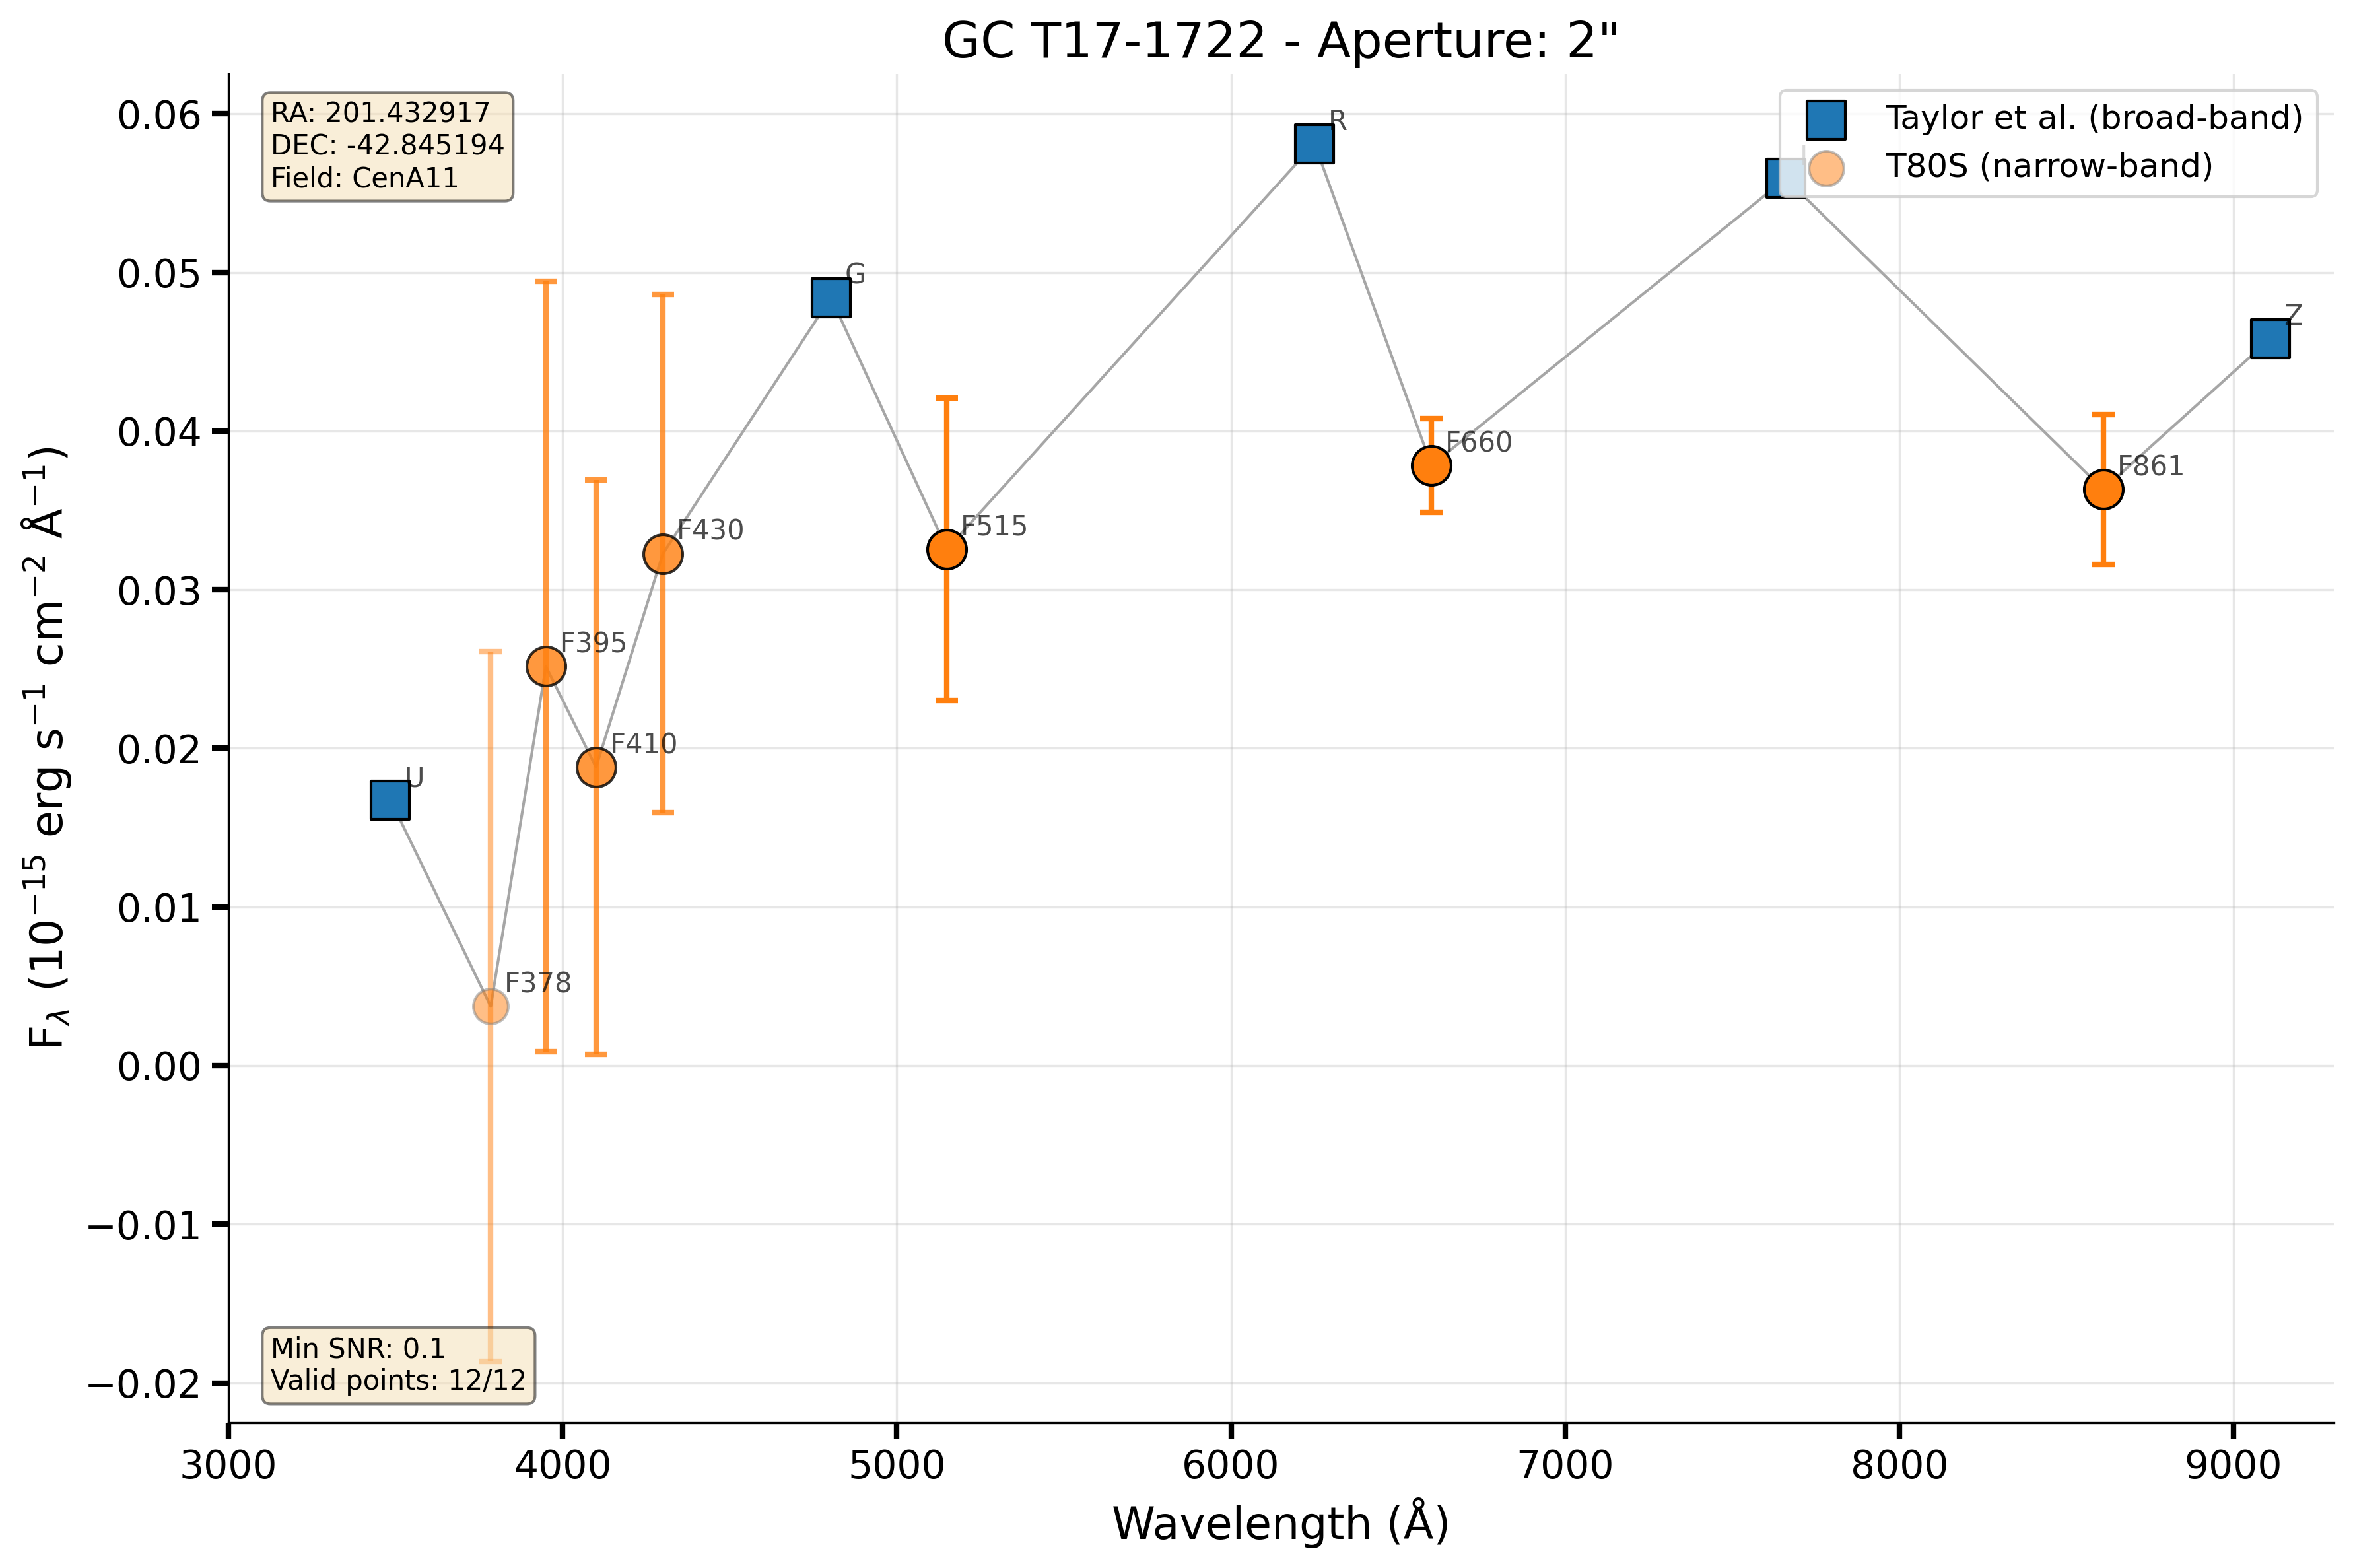 GC T17-1722 - Aperture: 2"
RA: 201.432917
DEC: -42.845194
Field: CenA11
Taylor et al. (broad-band)
T80S (narrow-band)
0.06
0.05
0.04
0.03
0.02
0.01
0.00
−0.01
−0.02
F_λ (10⁻¹⁵ erg s⁻¹ cm⁻² Å⁻¹)
U
F378
F395
F410
F430
G
F515
R
F660
F861
Z
Min SNR: 0.1
Valid points: 12/12
3000 4000 5000 6000 7000 8000 9000
Wavelength (Å)